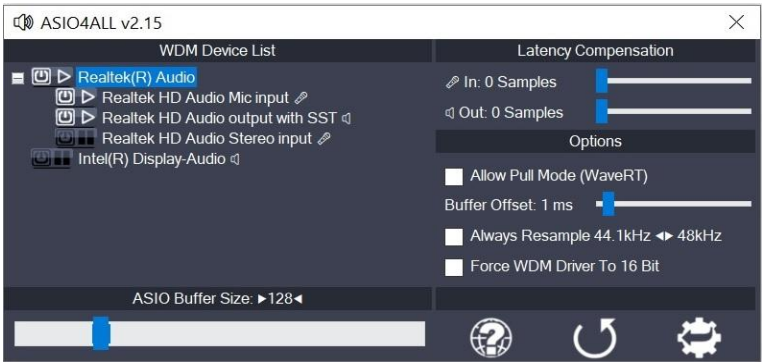 ASIO4ALL v2.15
WDM Device List
Realtek(R) Audio
Realtek HD Audio Mic input
Realtek HD Audio output with SST
Realtek HD Audio Stereo input
Intel(R) Display-Audio
ASIO Buffer Size: ►128◄
Latency Compensation
In: 0 Samples
Out: 0 Samples
Options
Allow Pull Mode (WaveRT)
Buffer Offset: 1 ms
Always Resample 44.1kHz ◄► 48kHz
Force WDM Driver To 16 Bit